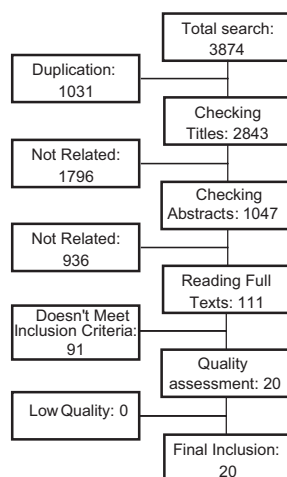 Total search:
3874
Duplication:
1031
Checking
Titles: 2843
Not Related:
1796
Checking
Abstracts: 1047
Not Related:
936
Reading Full
Texts: 111
Doesn't Meet
Inclusion Criteria:
91
Quality
assessment: 20
Low Quality: 0
Final Inclusion:
20